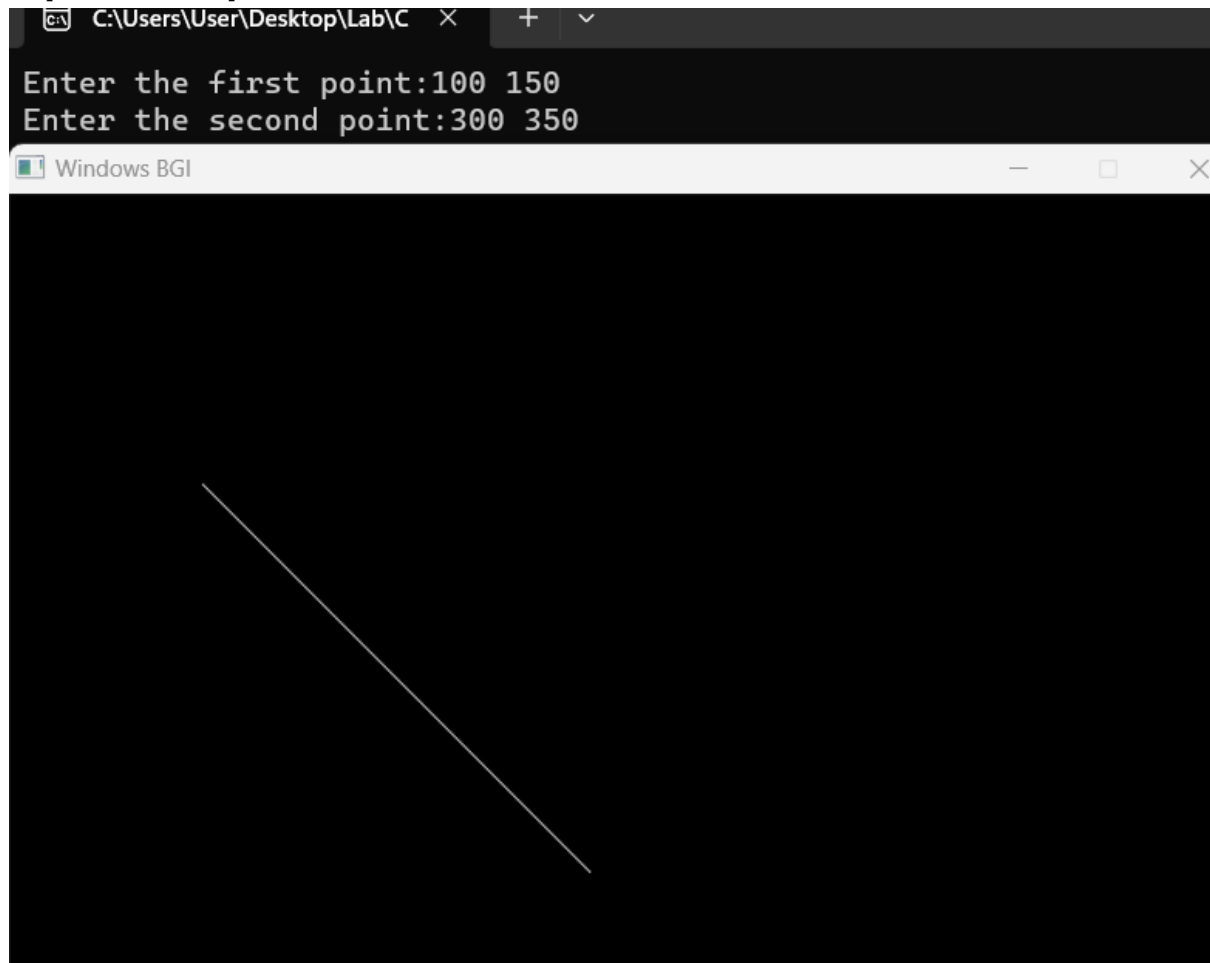 C:\Users\User\Desktop\Lab\C
Enter the first point:100 150
Enter the second point:300 350
Windows BGI